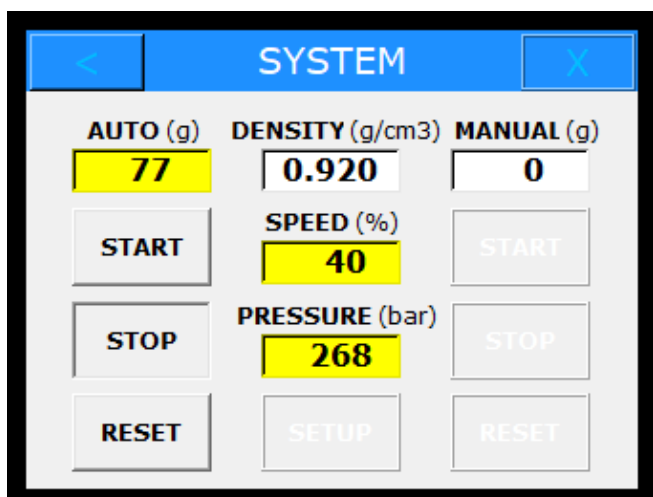 < SYSTEM X
AUTO (g) DENSITY (g/cm3) MANUAL (g)
77 0.920 0
SPEED (%)
START 40 START
PRESSURE (bar)
STOP 268 STOP
RESET SETUP RESET